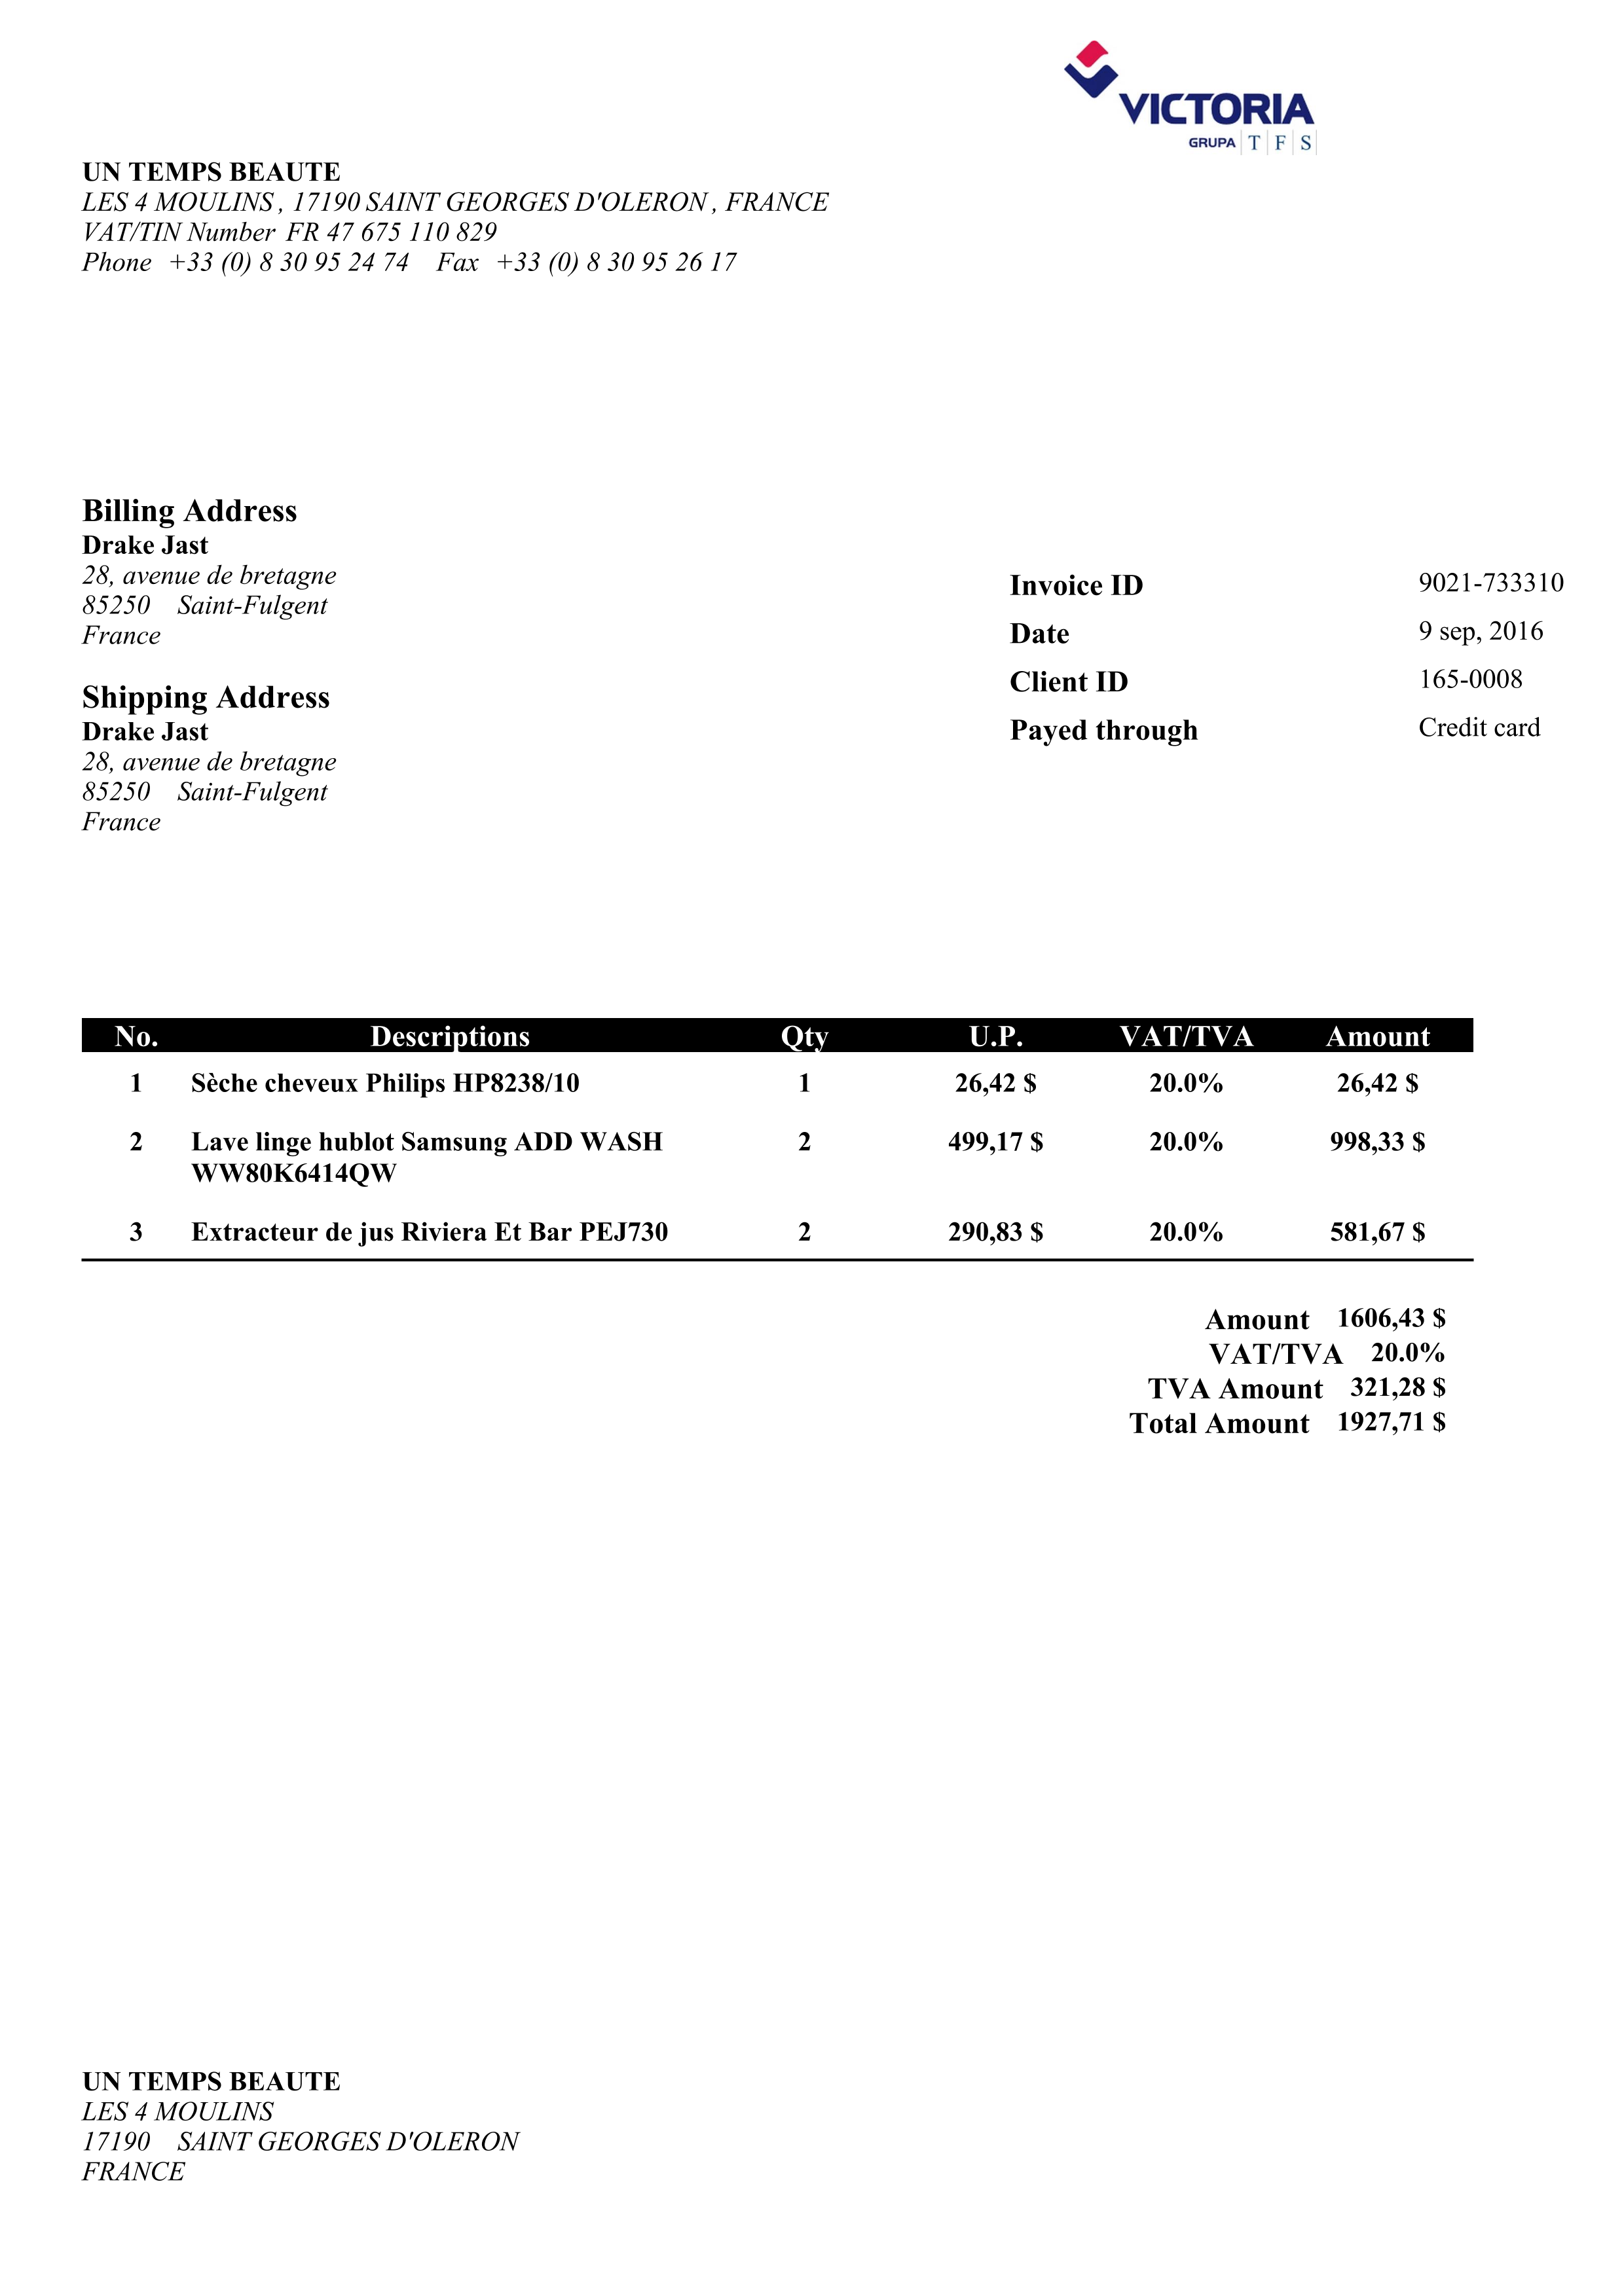 VICTORIA
GRUPA T F S
UN TEMPS BEAUTE
LES 4 MOULINS , 17190 SAINT GEORGES D'OLERON , FRANCE
VAT/TIN Number FR 47 675 110 829
Phone +33 (0) 8 30 95 24 74 Fax +33 (0) 8 30 95 26 17
Billing Address
Drake Jast
28, avenue de bretagne
85250 Saint-Fulgent
France
Shipping Address
Drake Jast
28, avenue de bretagne
85250 Saint-Fulgent
France
Invoice ID 9021-733310
Date 9 sep, 2016
Client ID 165-0008
Payed through Credit card
No. Descriptions Qty U.P. VAT/TVA Amount
1 Sèche cheveux Philips HP8238/10 1 26,42 $ 20.0% 26,42 $
2 Lave linge hublot Samsung ADD WASH 2 499,17 $ 20.0% 998,33 $
WW80K6414QW
3 Extracteur de jus Riviera Et Bar PEJ730 2 290,83 $ 20.0% 581,67 $
Amount 1606,43 $
VAT/TVA 20.0%
TVA Amount 321,28 $
Total Amount 1927,71 $
UN TEMPS BEAUTE
LES 4 MOULINS
17190 SAINT GEORGES D'OLERON
FRANCE